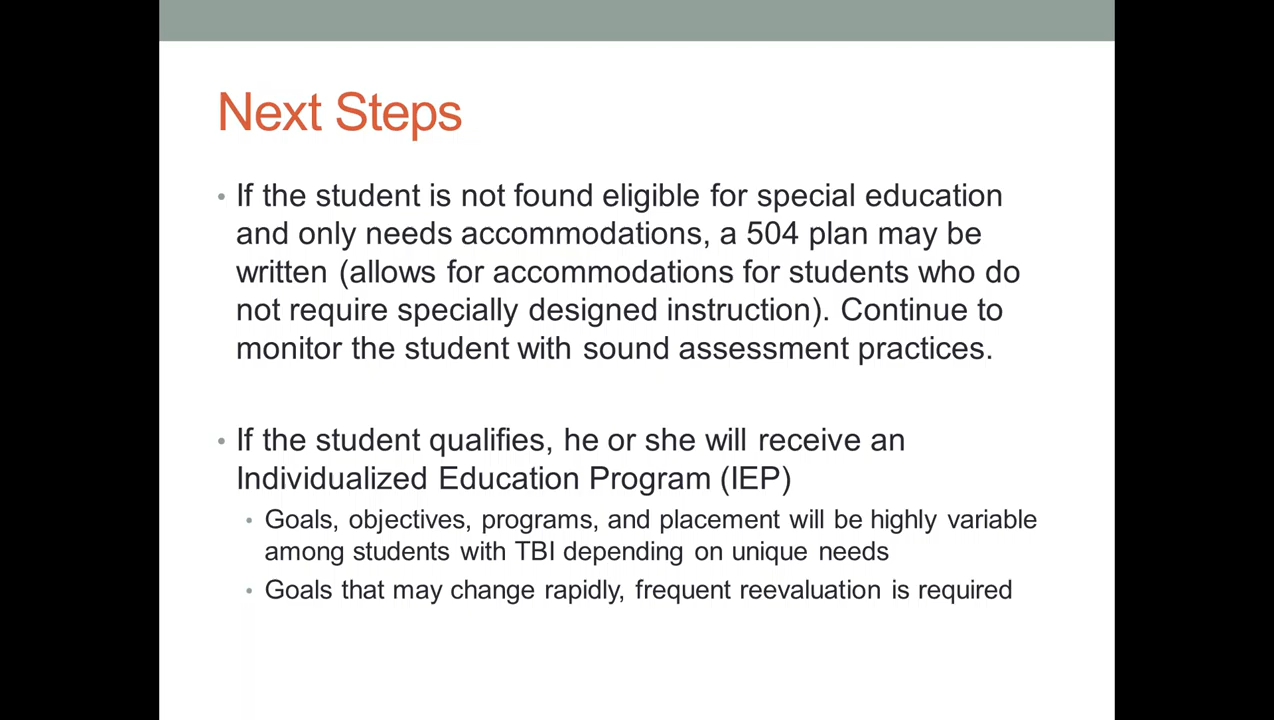 Next Steps
• If the student is not found eligible for special education
and only needs accommodations, a 504 plan may be
written (allows for accommodations for students who do
not require specially designed instruction). Continue to
monitor the student with sound assessment practices.
• If the student qualifies, he or she will receive an
Individualized Education Program (IEP)
• Goals, objectives, programs, and placement will be highly variable
among students with TBI depending on unique needs
• Goals that may change rapidly, frequent reevaluation is required